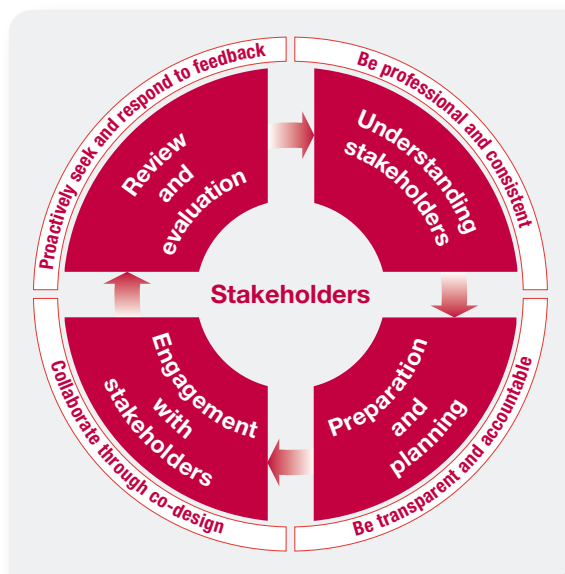 Proactively seek and respond to feedback
Be professional and consistent
Review
and
evaluation
Understanding
stakeholders
Stakeholders
Engagement
with
stakeholders
Preparation
and
planning
Collaborate through co-design
Be transparent and accountable